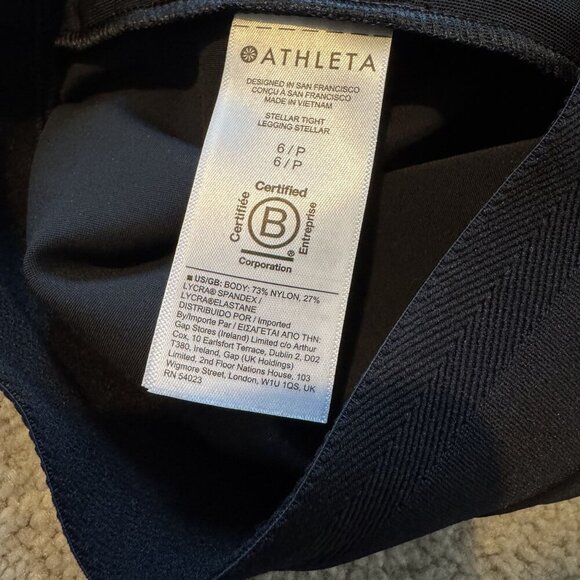 ATHLETA
DESIGNED IN SAN FRANCISCO
CONÇU À SAN FRANCISCO
MADE IN VIETNAM
STELLAR TIGHT
LEGGING STELLAR
6 / P
6 / P
Certified
Certifiée
B
®
Entreprise
Corporation
■ US/GB: BODY: 73% NYLON, 27%
LYCRA® SPANDEX /
LYCRA®ELASTANE
DISTRIBUIDO POR / Imported
By/Importe Par / ΕΙΣΑΓΕΤΑΙ ΑΠΟ ΤΗΝ:
Gap Stores (Ireland) Limited c/o Arthur
Cox, 10 Earlsfort Terrace, Dublin 2, D02
T380, Ireland, Gap (UK Holdings)
Limited, 2nd Floor Nations House, 103
Wigmore Street, London, W1U 1QS, UK
RN 54023